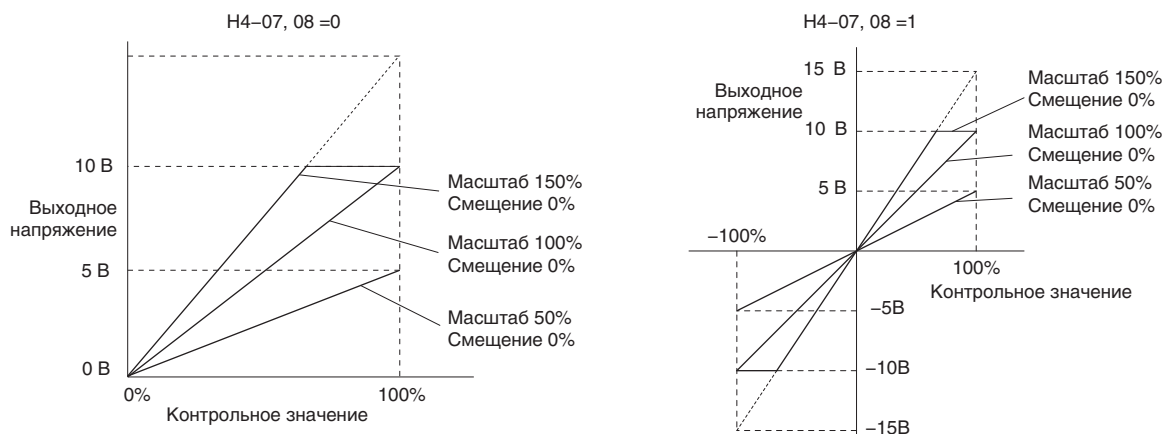 H4–07, 08 =0
10 В
Выходное
напряжение
5 В
0 В
0%
100%
Контрольное значение
Масштаб 150%
Смещение 0%
Масштаб 100%
Смещение 0%
Масштаб 50%
Смещение 0%
H4–07, 08 =1
15 В
Выходное
напряжение
10 В
5 В
–100%
100%
Контрольное значение
–5В
–10В
–15В
Масштаб 150%
Смещение 0%
Масштаб 100%
Смещение 0%
Масштаб 50%
Смещение 0%